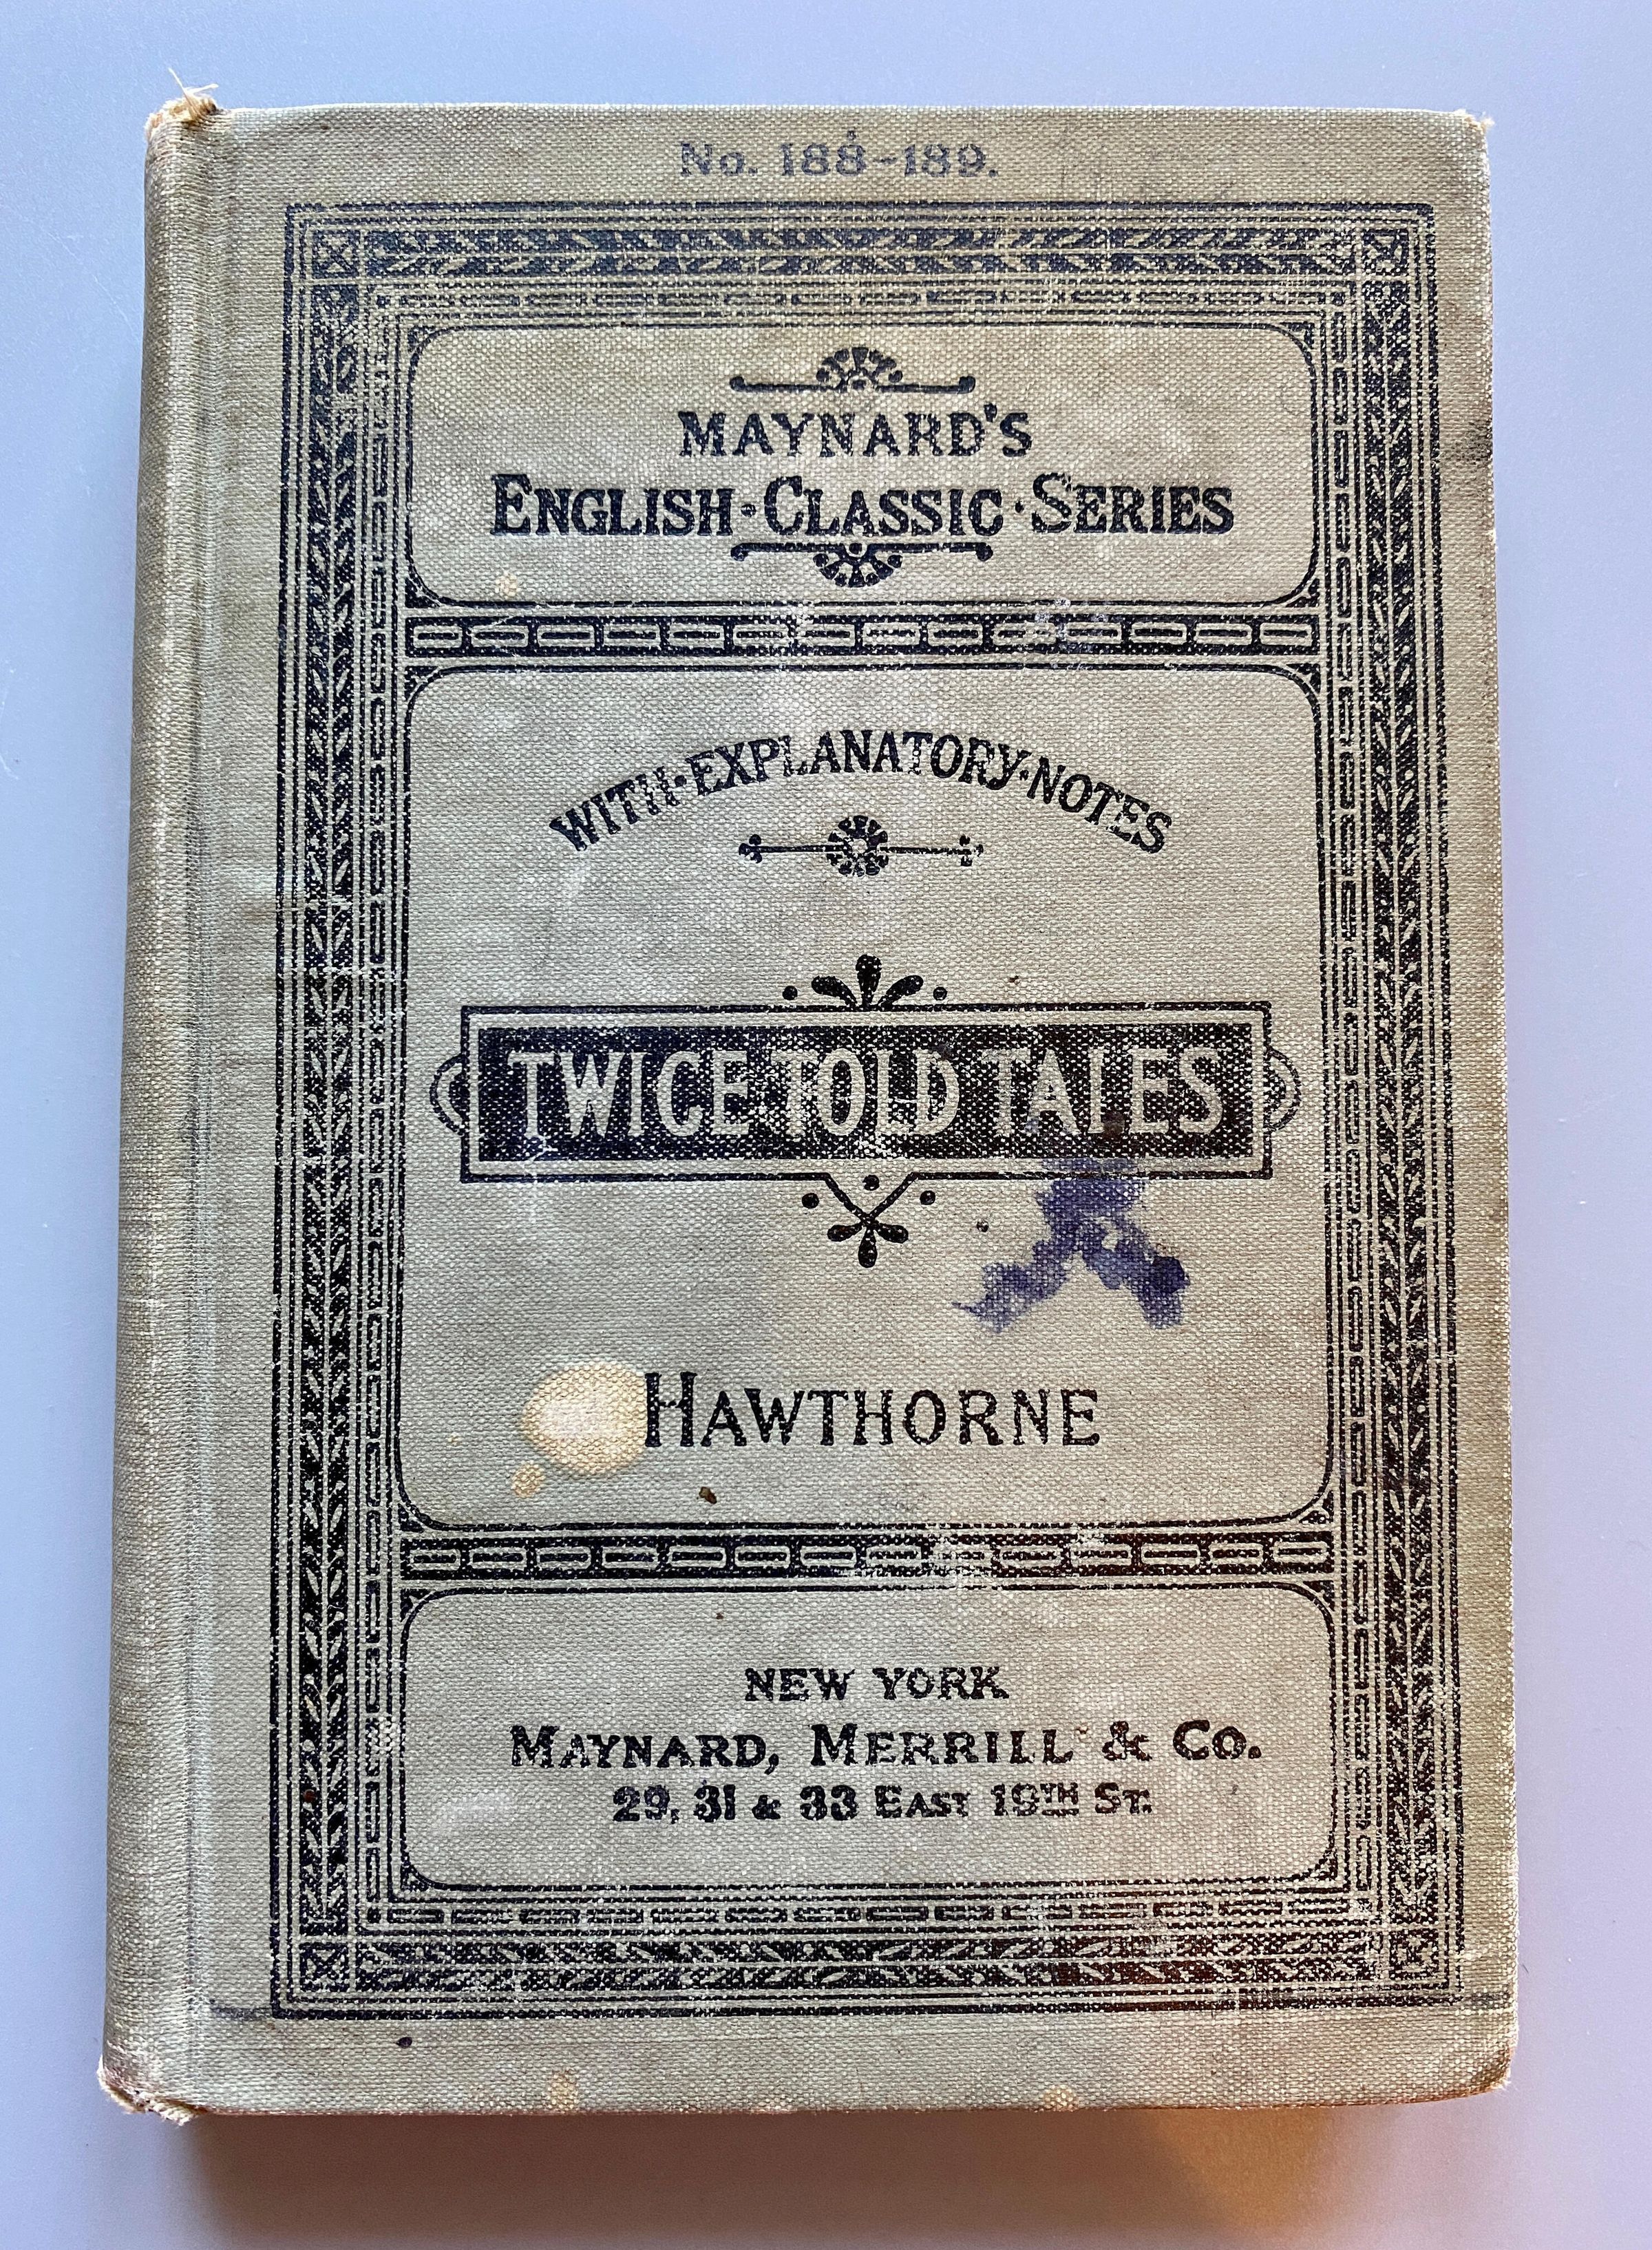 No. 188-189.
MAYNARD'S
ENGLISH·CLASSIC·SERIES
WITH·EXPLANATORY·NOTES
TWICE TOLD TALES
HAWTHORNE
NEW YORK
MAYNARD, MERRILL & CO.
29, 31 & 33 EAST 19TH ST.